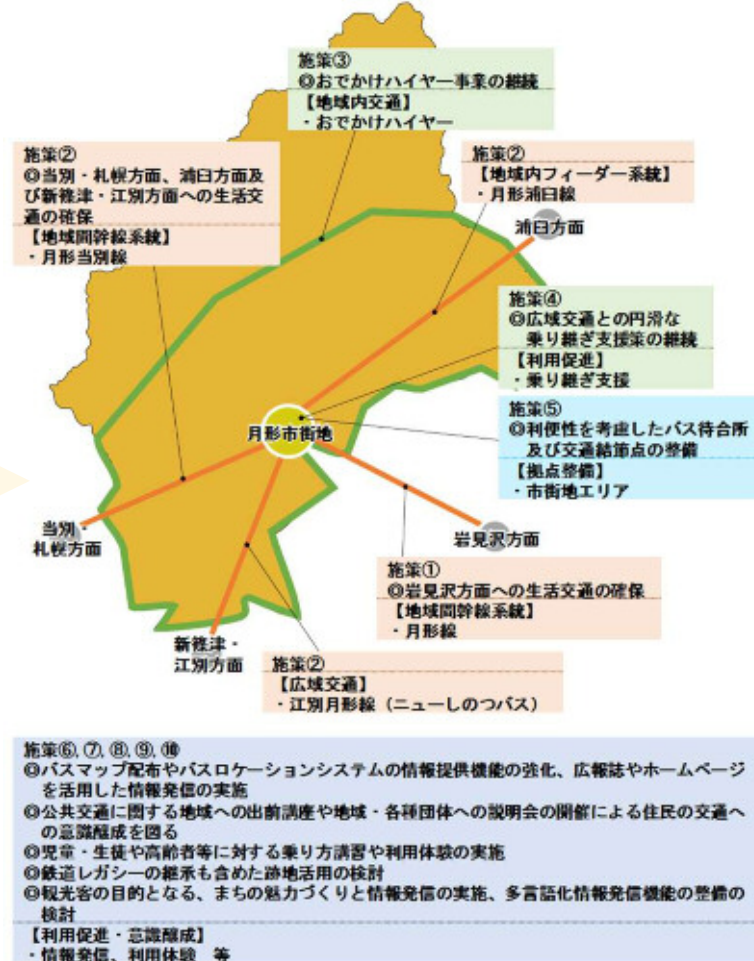 施策③
◎おでかけハイヤー事業の継続
【地域内交通】
・おでかけハイヤー
施策②
◎当別・札幌方面、浦臼方面及
び新篠津・江別方面への生活交
通の確保
【地域間幹線系統】
・月形当別線
施策②
【地域内フィーダー系統】
・月形浦臼線
浦臼方面
施策④
◎広域交通との円滑な
乗り継ぎ支援策の継続
【利用促進】
・乗り継ぎ支援
施策⑤
◎利便性を考慮したバス待合所
及び交通結節点の整備
【拠点整備】
・市街地エリア
月形市街地
当別・
札幌方面
岩見沢方面
施策①
◎岩見沢方面への生活交通の確保
【地域間幹線系統】
・月形線
新篠津・
江別方面
施策②
【広域交通】
・江別月形線（ニューしのつバス）
施策⑥, ⑦, ⑧, ⑨, ⑩
◎バスマップ配布やバスロケーションシステムの情報提供機能の強化、広報誌やホームページ
を活用した情報発信の実施
◎公共交通に関する地域への出前講座や地域・各種団体への説明会の開催による住民の交通へ
の意識醸成を図る
◎児童・生徒や高齢者等に対する乗り方講習や利用体験の実施
◎鉄道レガシーの継承も含めた跡地活用の検討
◎観光客の目的となる、まちの魅力づくりと情報発信の実施、多言語化情報発信機能の整備の
検討
【利用促進・意識醸成】
・情報発信、利用体験　等